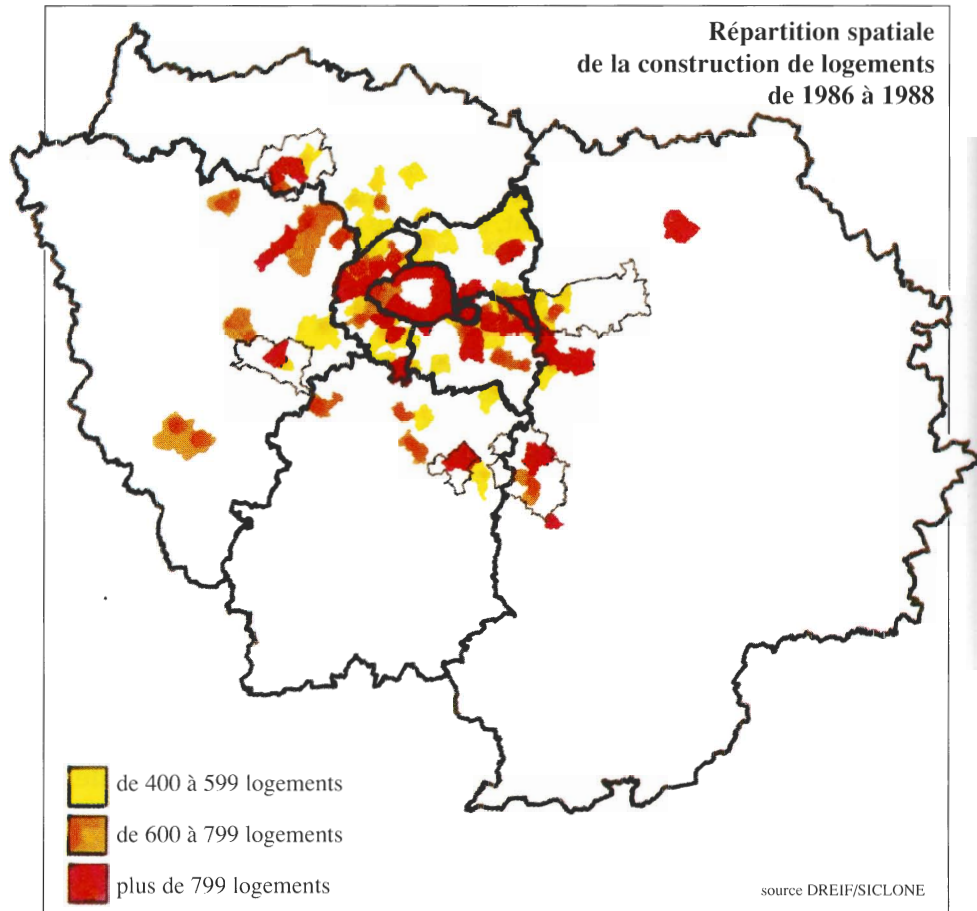 Répartition spatiale
de la construction de logements
de 1986 à 1988
de 400 à 599 logements
de 600 à 799 logements
plus de 799 logements
source DREIF/SICLONE